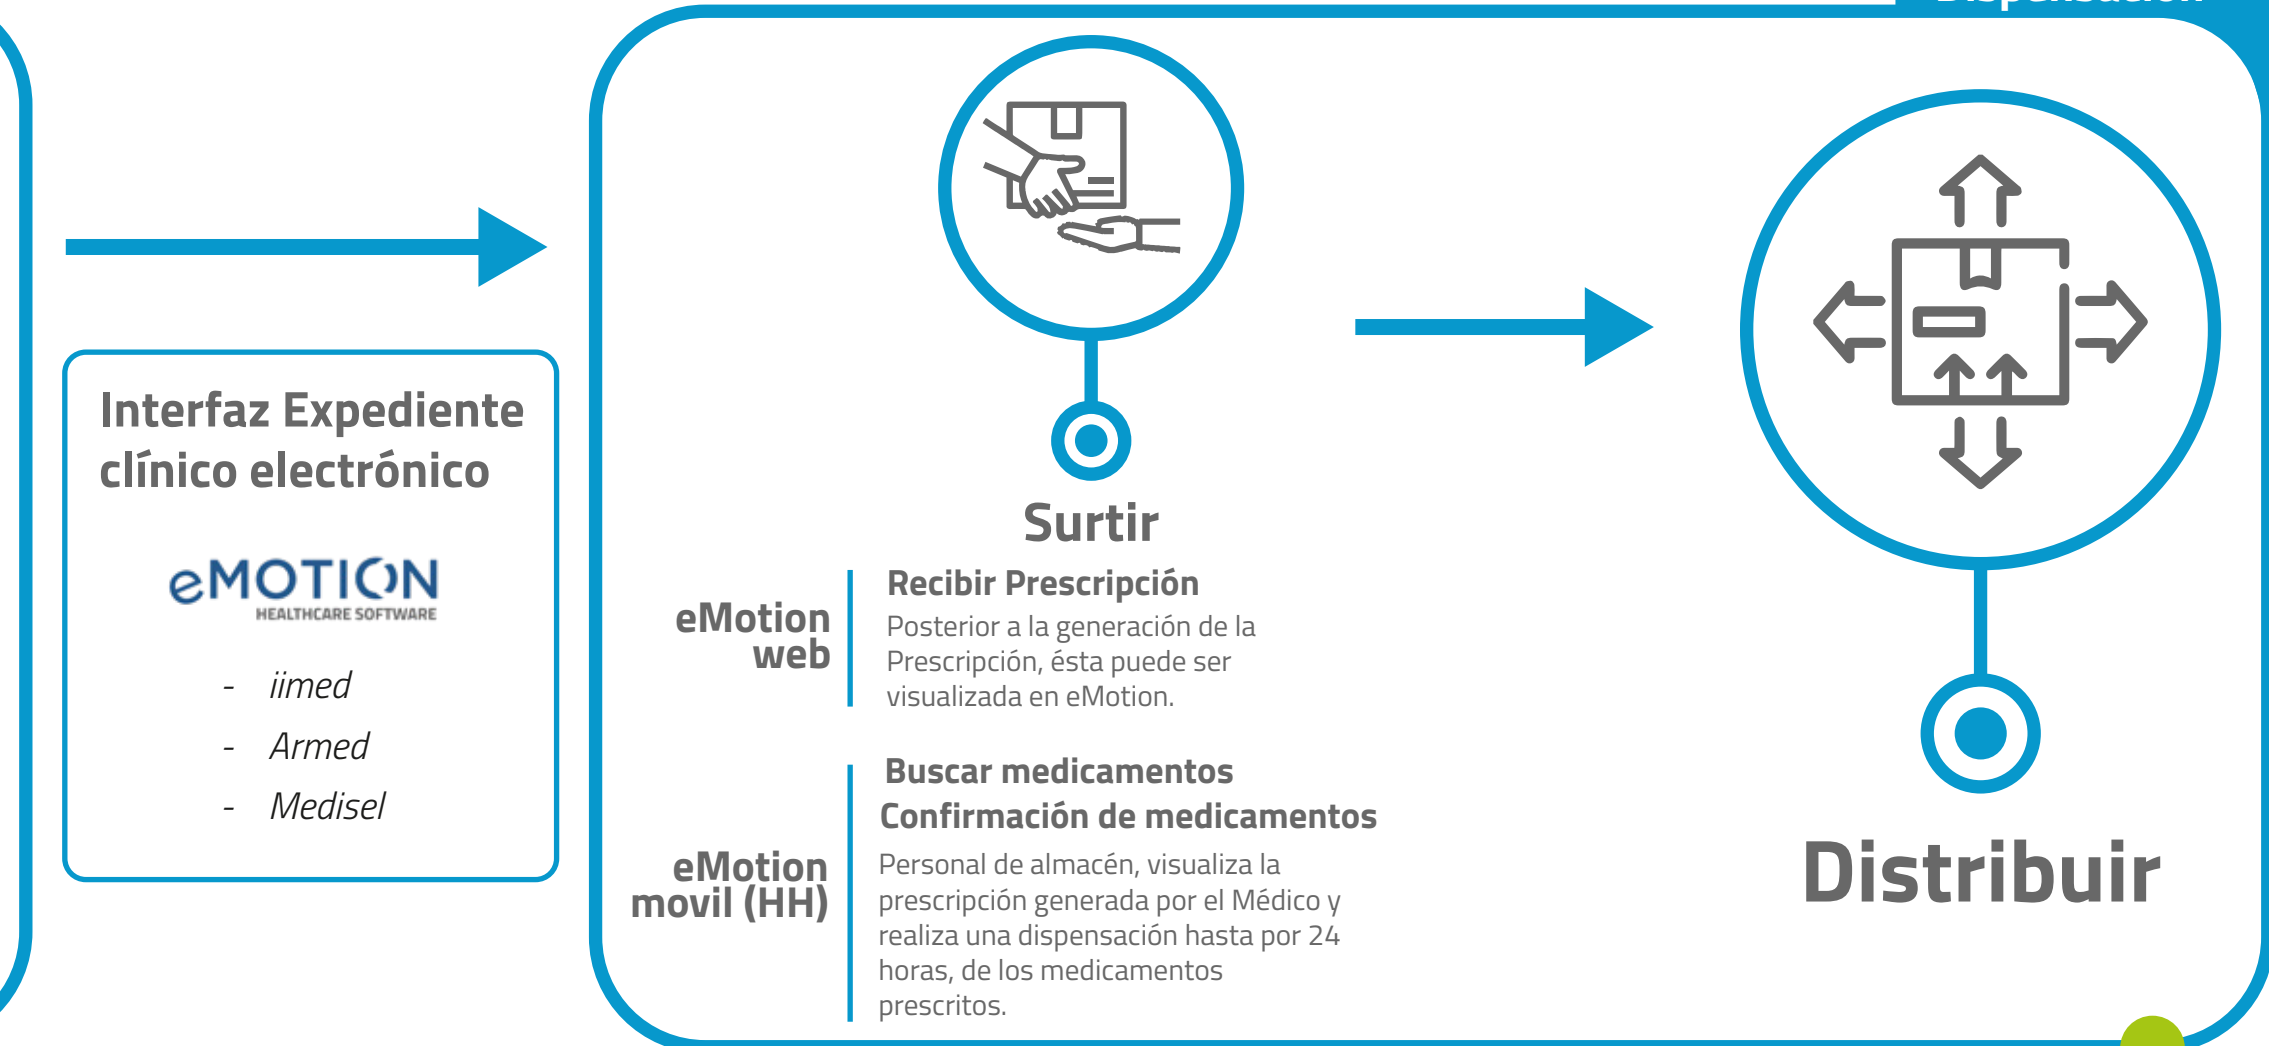 Dispensación
Interfaz Expediente
clínico electrónico
eMOTION
HEALTHCARE SOFTWARE
- iimed
- Armed
- Medisel
Surtir
eMotion
web
Recibir Prescripción
Posterior a la generación de la
Prescripción, ésta puede ser
visualizada en eMotion.
eMotion
movil (HH)
Buscar medicamentos
Confirmación de medicamentos
Personal de almacén, visualiza la
prescripción generada por el Médico y
realiza una dispensación hasta por 24
horas, de los medicamentos
prescritos.
Distribuir